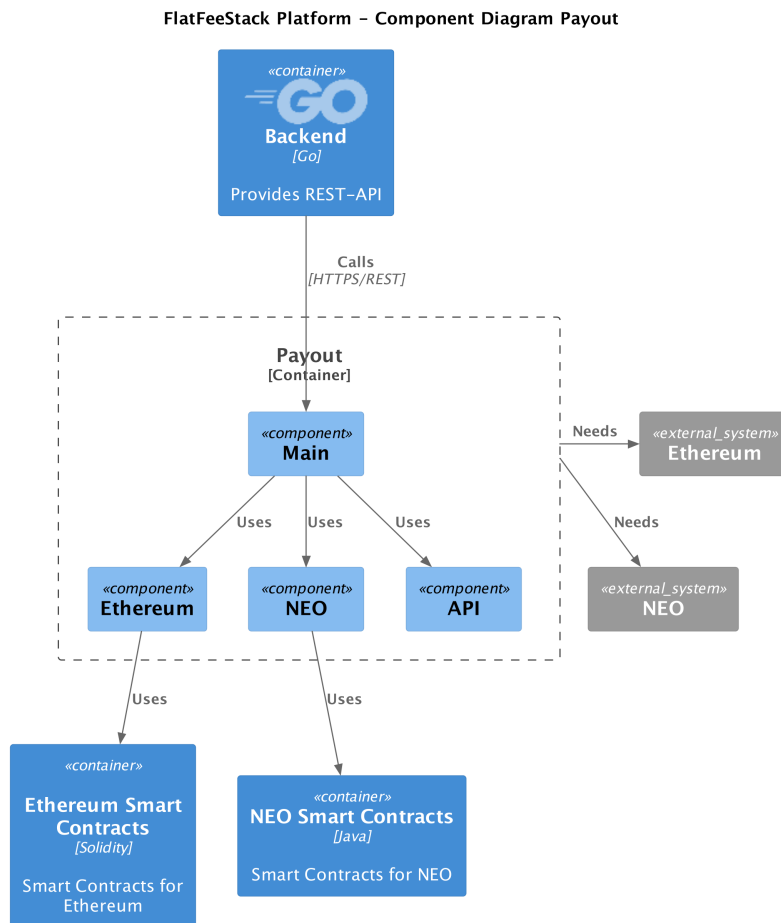 FlatFeeStack Platform – Component Diagram Payout
«container»
GO
Backend
[Go]
Provides REST–API
Calls
[HTTPS/REST]
Payout
[Container]
«component»
Main
Needs
«external_system»
Ethereum
Uses
Uses
Uses
Needs
«component»
Ethereum
«component»
NEO
«component»
API
«external_system»
NEO
Uses
Uses
«container»
Ethereum Smart
Contracts
[Solidity]
Smart Contracts for
Ethereum
«container»
NEO Smart Contracts
[Java]
Smart Contracts for NEO